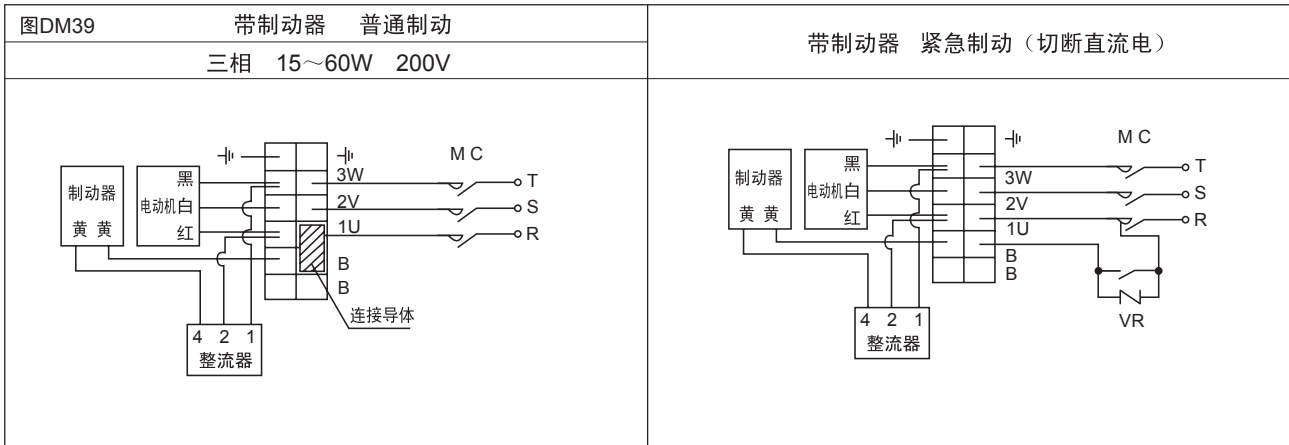 图DM39 带制动器 普通制动
三相 15～60W 200V
制动器
黄 黄
电动机
黑
白
红
3W
2V
1U
B
B
M C
T
S
R
连接导体
4 2 1
整流器
带制动器 紧急制动（切断直流电）
制动器
黄 黄
电动机
黑
白
红
3W
2V
1U
B
B
M C
T
S
R
VR
4 2 1
整流器